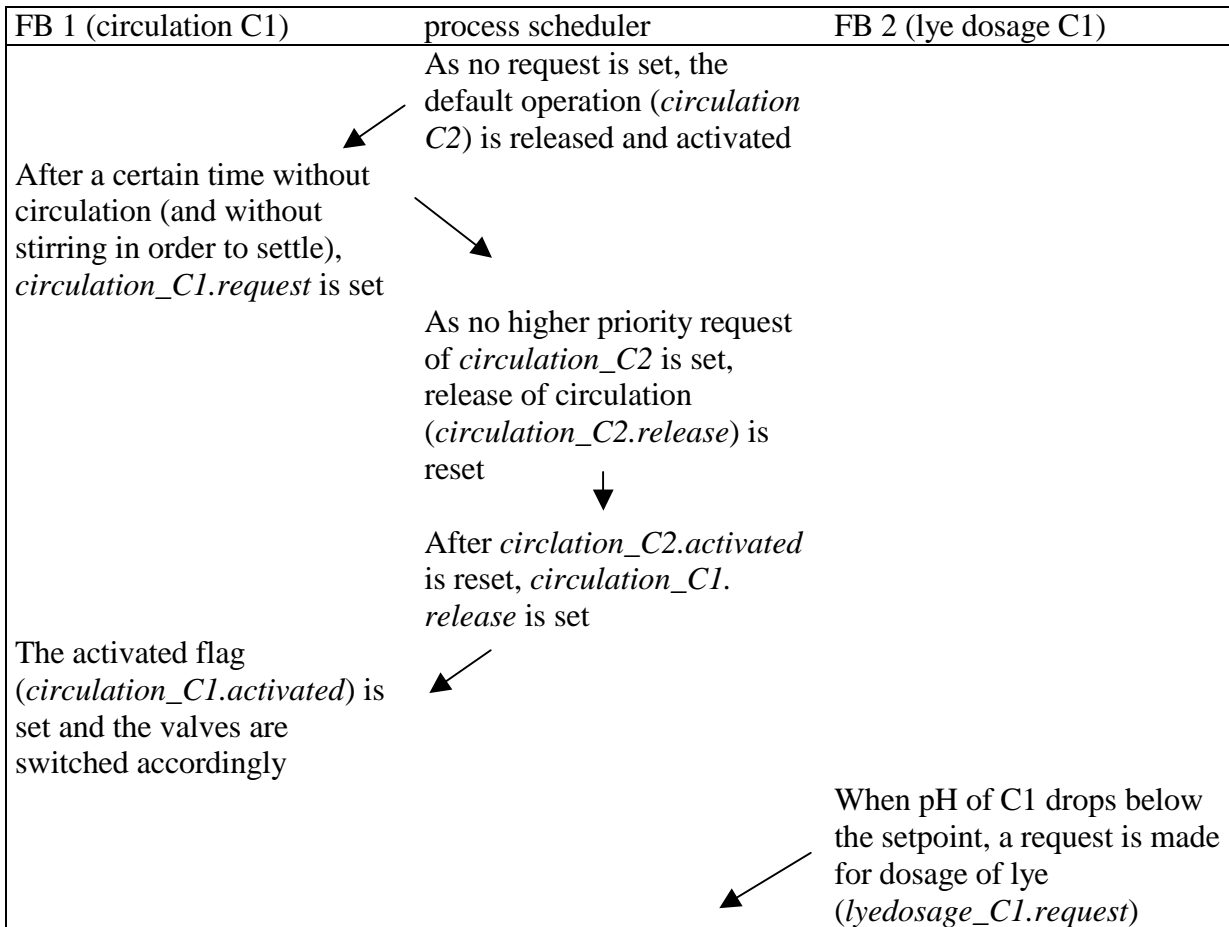 FB 1 (circulation C1) process scheduler FB 2 (lye dosage C1)
As no request is set, the
default operation (circulation
C2) is released and activated
After a certain time without
circulation (and without
stirring in order to settle),
circulation_C1.request is set
As no higher priority request
of circulation_C2 is set,
release of circulation
(circulation_C2.release) is
reset
After circlation_C2.activated
is reset, circulation_C1.
release is set
The activated flag
(circulation_C1.activated) is
set and the valves are
switched accordingly
When pH of C1 drops below
the setpoint, a request is made
for dosage of lye
(lyedosage_C1.request)